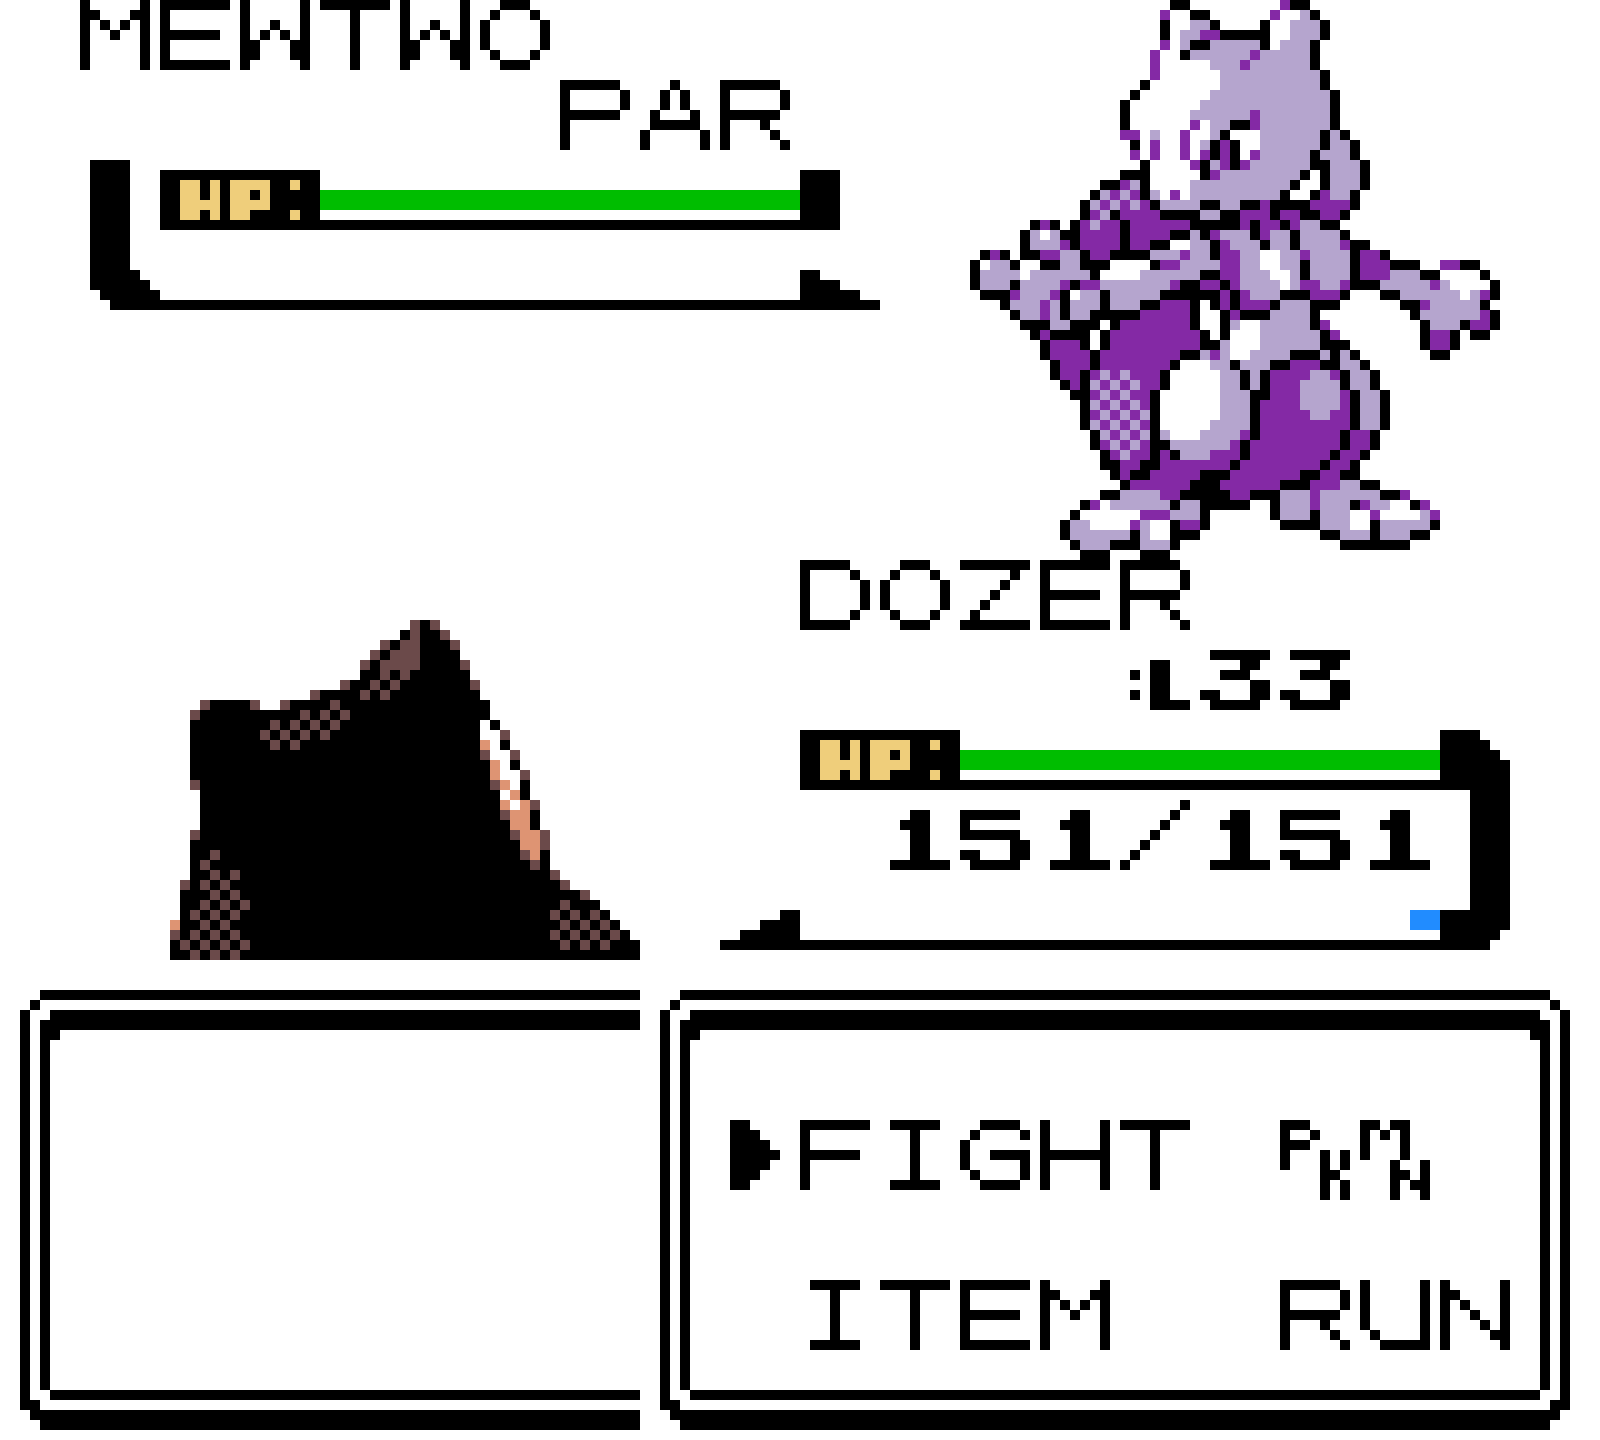 MEWTWO
PAR
HP:
DOZER
:L33
HP:
151/151
FIGHT PKMN
ITEM RUN